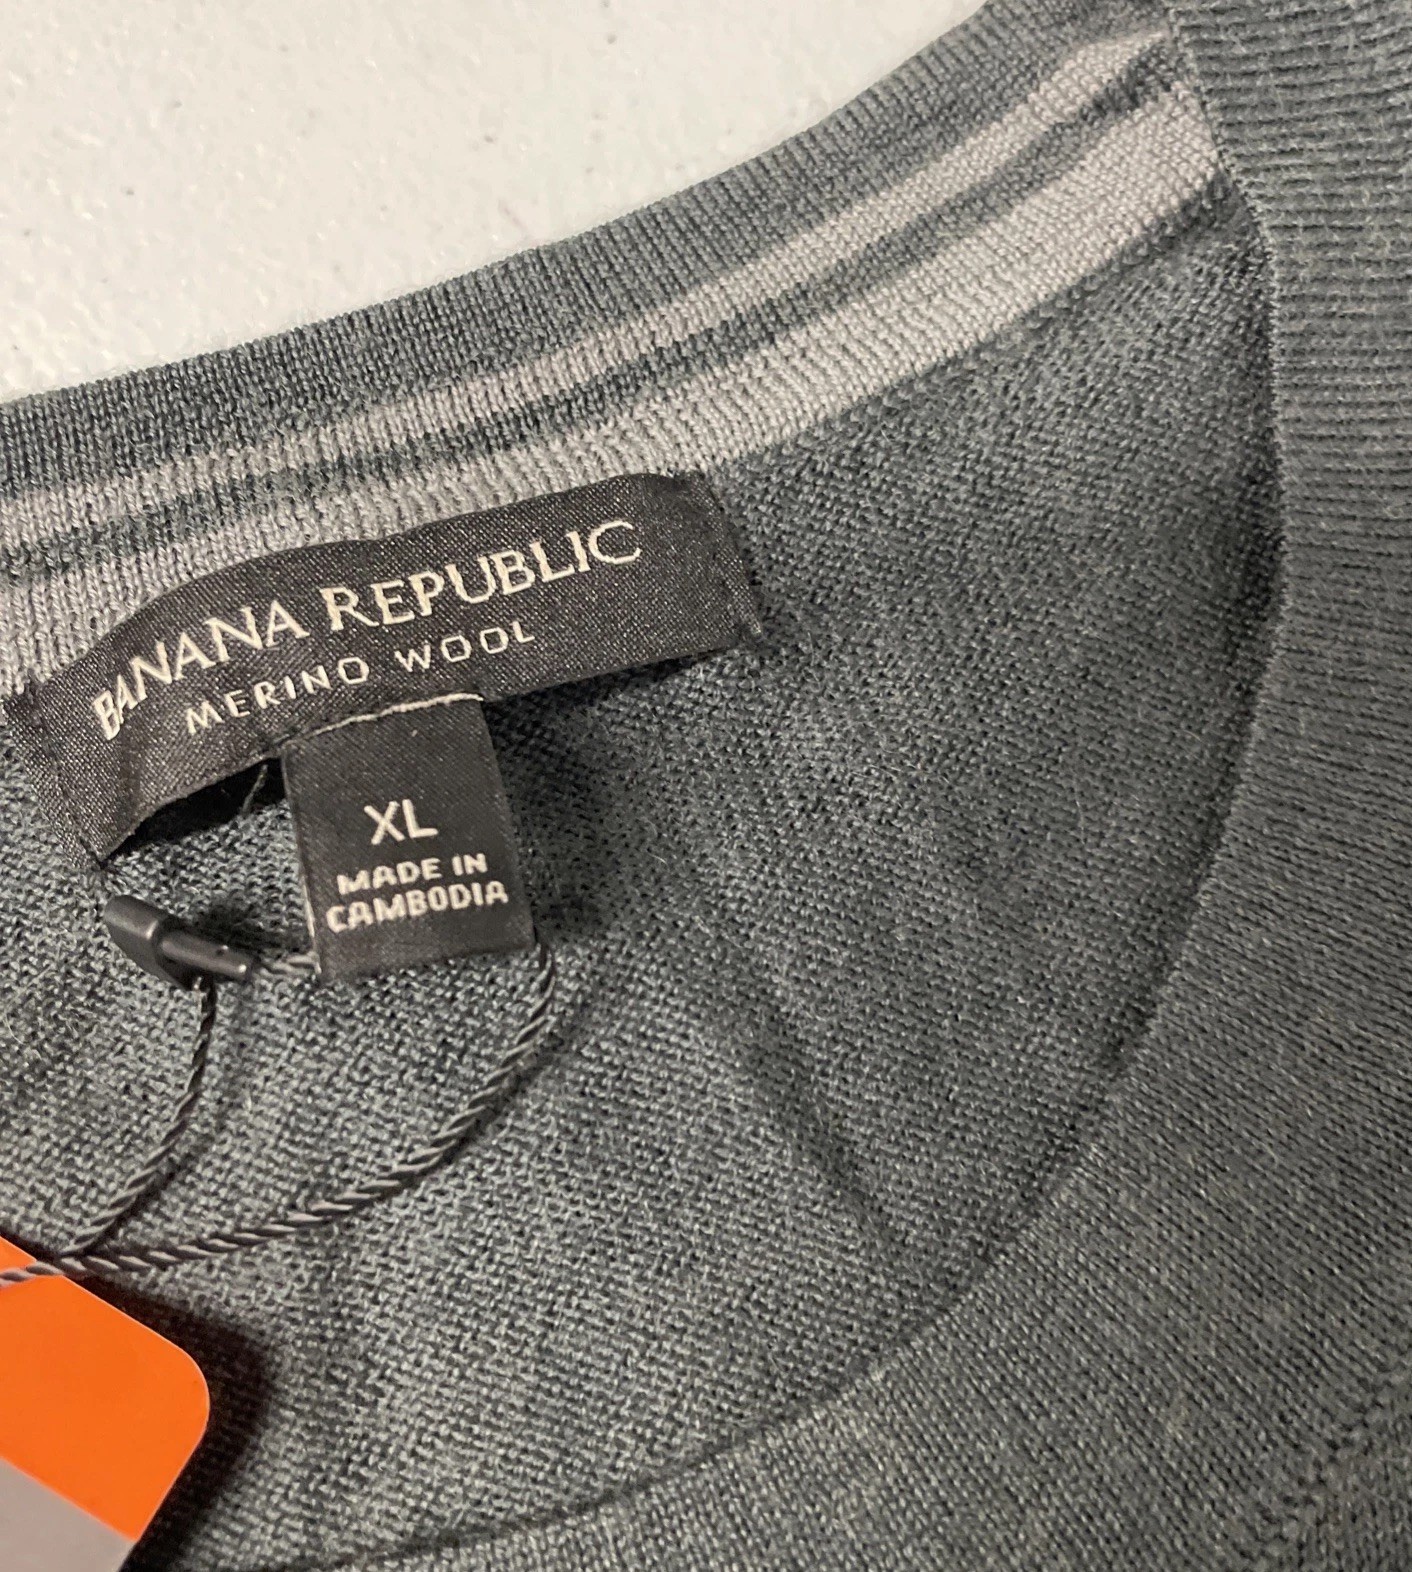 BANANA REPUBLIC
MERINO WOOL
XL
MADE IN
CAMBODIA